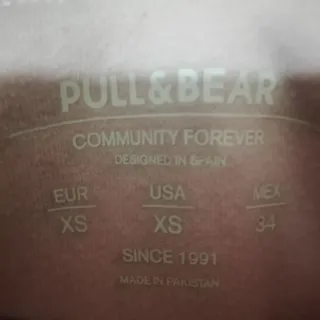 PULL&BEAR
COMMUNITY FOREVER
DESIGNED IN SPAIN
EUR USA MEX
XS XS 34
SINCE 1991
MADE IN PAKISTAN